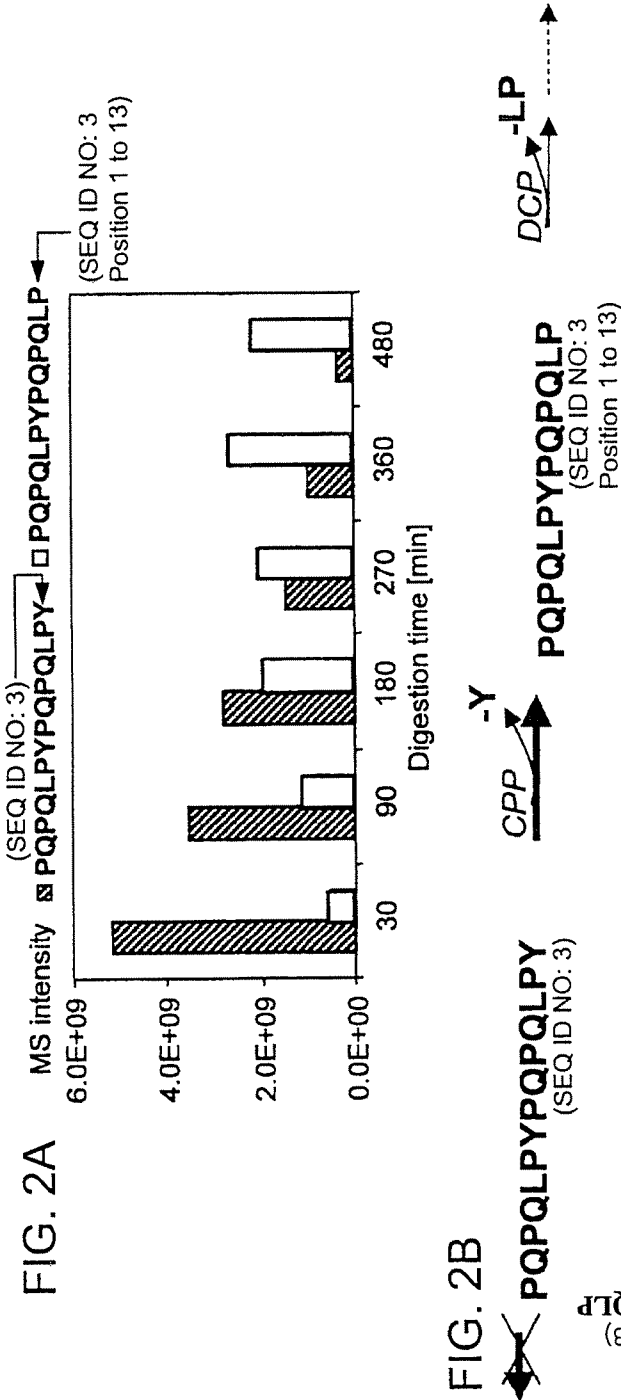 FIG. 2A
(SEQ ID NO: 3)
MS intensity PQPQLPYPQPQLPY PQPQLPYPQPQLP
(SEQ ID NO: 3
Position 1 to 13)
6.0E+09
4.0E+09
2.0E+09
0.0E+00
30 90 180 270 360 480
Digestion time [min]
FIG. 2B
-Y -LP
CPP DCP
PQPQLPYPQPQLPY PQPQLPYPQPQLP
(SEQ ID NO: 3) (SEQ ID NO: 3
Position 1 to 13)
QLP